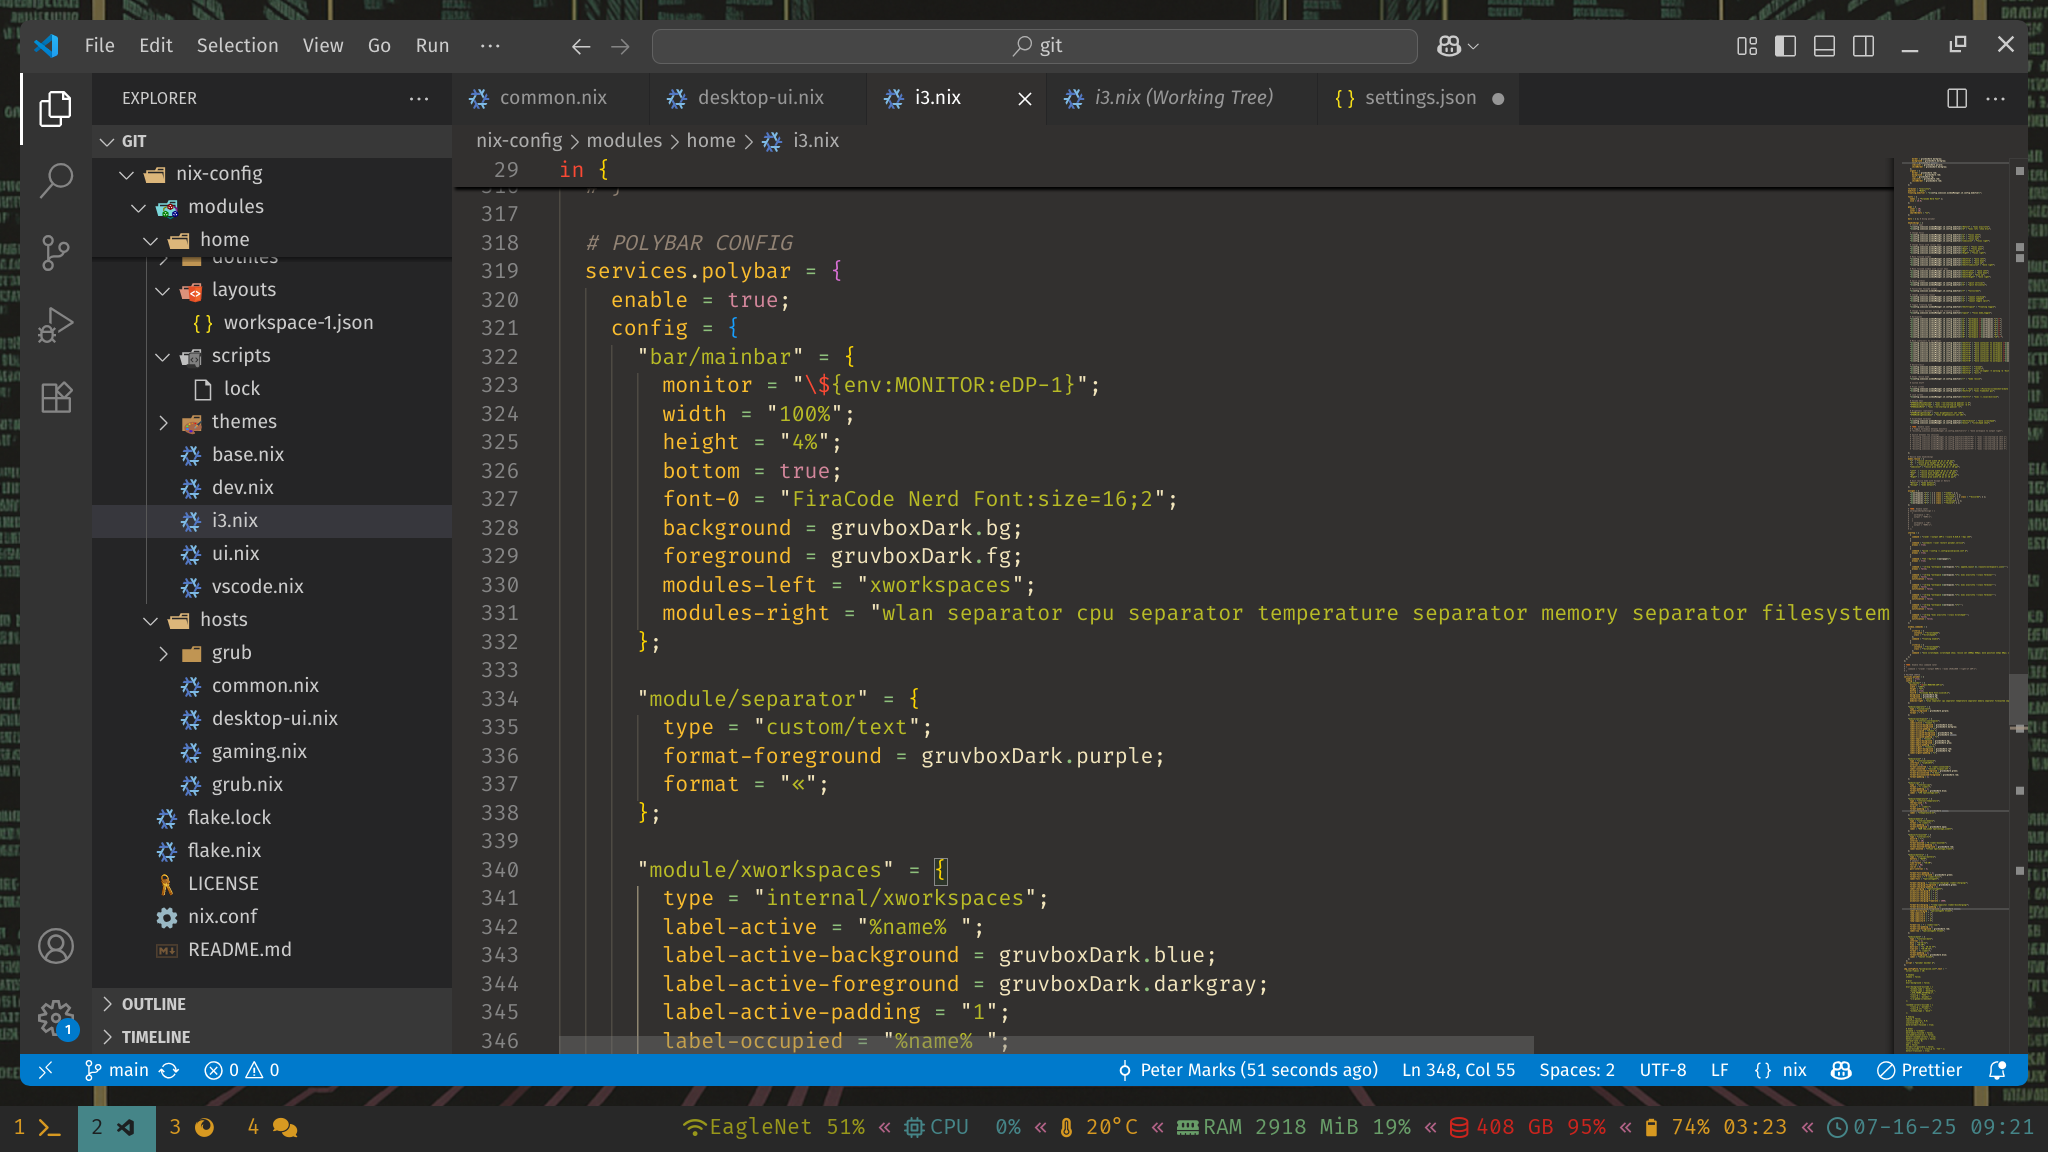 File Edit Selection View Go Run ···
git
EXPLORER
GIT
nix-config
modules
home
dotfiles
layouts
{ } workspace-1.json
scripts
lock
themes
base.nix
dev.nix
i3.nix
ui.nix
vscode.nix
hosts
grub
common.nix
desktop-ui.nix
gaming.nix
grub.nix
flake.lock
flake.nix
LICENSE
nix.conf
README.md
OUTLINE
TIMELINE
1
common.nix desktop-ui.nix i3.nix i3.nix (Working Tree) { } settings.json
nix-config > modules > home > i3.nix
29 in {
316 # }
317
318 # POLYBAR CONFIG
319 services.polybar = {
320 enable = true;
321 config = {
322 "bar/mainbar" = {
323 monitor = "\${env:MONITOR:eDP-1}";
324 width = "100%";
325 height = "4%";
326 bottom = true;
327 font-0 = "FiraCode Nerd Font:size=16;2";
328 background = gruvboxDark.bg;
329 foreground = gruvboxDark.fg;
330 modules-left = "xworkspaces";
331 modules-right = "wlan separator cpu separator temperature separator memory separator filesystem
332 };
333
334 "module/separator" = {
335 type = "custom/text";
336 format-foreground = gruvboxDark.purple;
337 format = "«";
338 };
339
340 "module/xworkspaces" = {
341 type = "internal/xworkspaces";
342 label-active = "%name% ";
343 label-active-background = gruvboxDark.blue;
344 label-active-foreground = gruvboxDark.darkgray;
345 label-active-padding = "1";
346 label-occupied = "%name% ";
main 0 0 Peter Marks (51 seconds ago) Ln 348, Col 55 Spaces: 2 UTF-8 LF { } nix Prettier
1 2 3 4 EagleNet 51% « CPU 0% « 20°C « RAM 2918 MiB 19% « 408 GB 95% « 74% 03:23 « 07-16-25 09:21